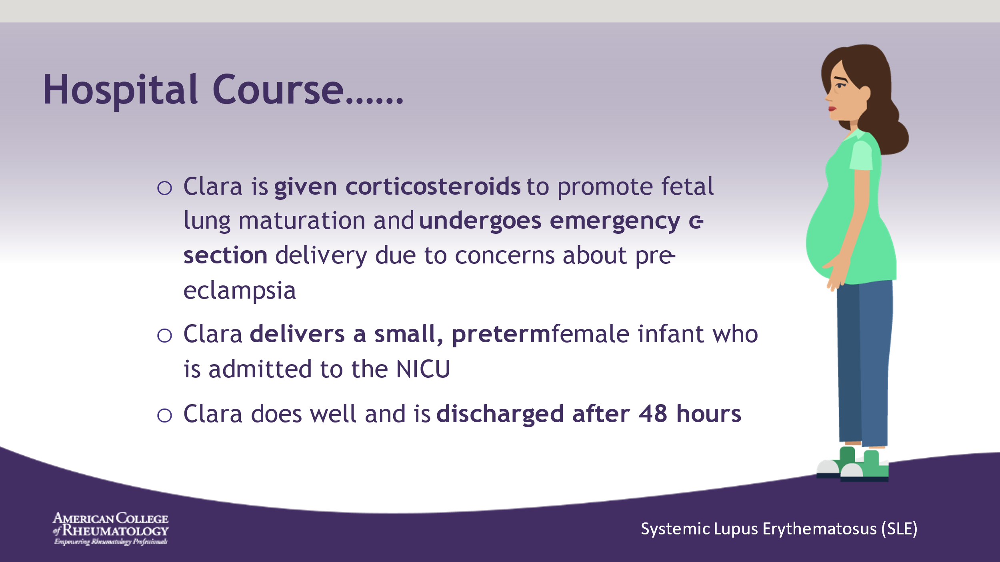 Hospital Course......
○ Clara is given corticosteroids to promote fetal
lung maturation and undergoes emergency c-
section delivery due to concerns about pre-
eclampsia
○ Clara delivers a small, pretermfemale infant who
is admitted to the NICU
○ Clara does well and is discharged after 48 hours
AMERICAN COLLEGE
of RHEUMATOLOGY
Empowering Rheumatology Professionals
Systemic Lupus Erythematosus (SLE)